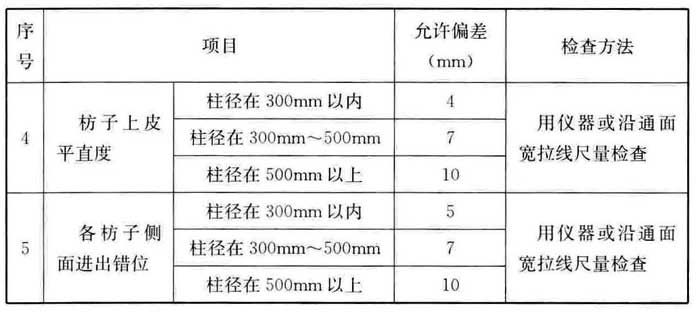 序号 项目 允许偏差（mm） 检查方法
4 枋子上皮平直度 柱径在 300mm 以内 4 用仪器或沿通面宽拉线尺量检查
柱径在 300mm～500mm 7
柱径在 500mm 以上 10
5 各枋子侧面进出错位 柱径在 300mm 以内 5 用仪器或沿通面宽拉线尺量检查
柱径在 300mm～500mm 7
柱径在 500mm 以上 10